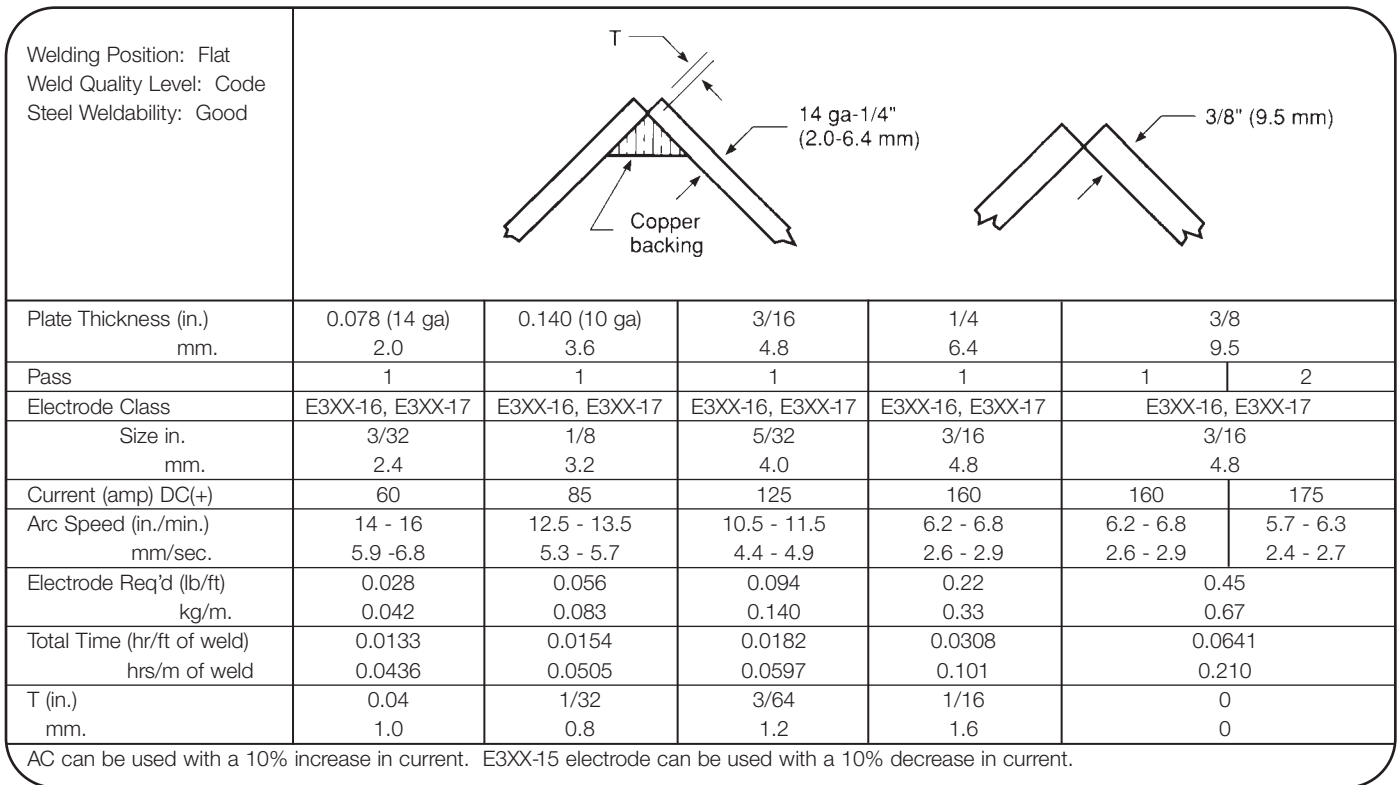 Welding Position: Flat
Weld Quality Level: Code
Steel Weldability: Good
T
14 ga-1/4"
(2.0-6.4 mm)
Copper
backing
3/8" (9.5 mm)
Plate Thickness (in.) 0.078 (14 ga) 0.140 (10 ga) 3/16 1/4 3/8
mm. 2.0 3.6 4.8 6.4 9.5
Pass 1 1 1 1 1 2
Electrode Class E3XX-16, E3XX-17 E3XX-16, E3XX-17 E3XX-16, E3XX-17 E3XX-16, E3XX-17 E3XX-16, E3XX-17
Size in. 3/32 1/8 5/32 3/16 3/16
mm. 2.4 3.2 4.0 4.8 4.8
Current (amp) DC(+) 60 85 125 160 160 175
Arc Speed (in./min.) 14 - 16 12.5 - 13.5 10.5 - 11.5 6.2 - 6.8 6.2 - 6.8 5.7 - 6.3
mm/sec. 5.9 -6.8 5.3 - 5.7 4.4 - 4.9 2.6 - 2.9 2.6 - 2.9 2.4 - 2.7
Electrode Req'd (lb/ft) 0.028 0.056 0.094 0.22 0.45
kg/m. 0.042 0.083 0.140 0.33 0.67
Total Time (hr/ft of weld) 0.0133 0.0154 0.0182 0.0308 0.0641
hrs/m of weld 0.0436 0.0505 0.0597 0.101 0.210
T (in.) 0.04 1/32 3/64 1/16 0
mm. 1.0 0.8 1.2 1.6 0
AC can be used with a 10% increase in current. E3XX-15 electrode can be used with a 10% decrease in current.